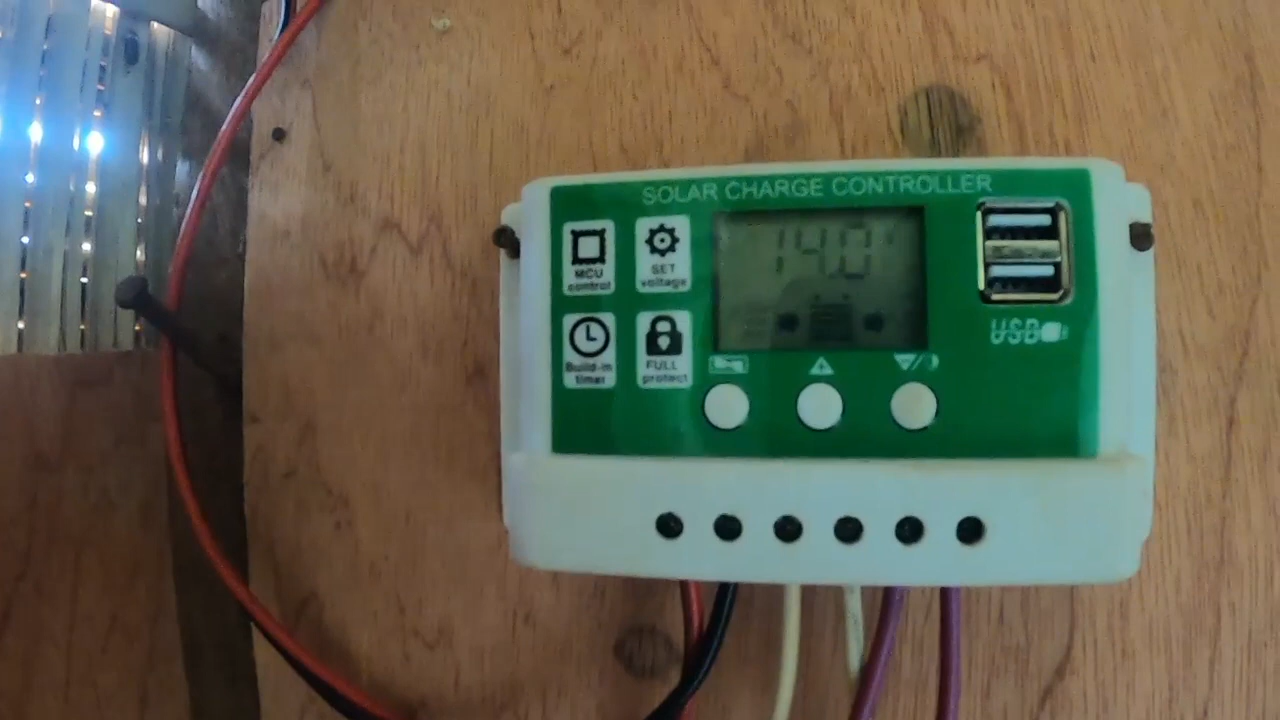 SOLAR CHARGE CONTROLLER
MCU
control
SET
voltage
14.0
Build-in
timer
FULL
protect
USB